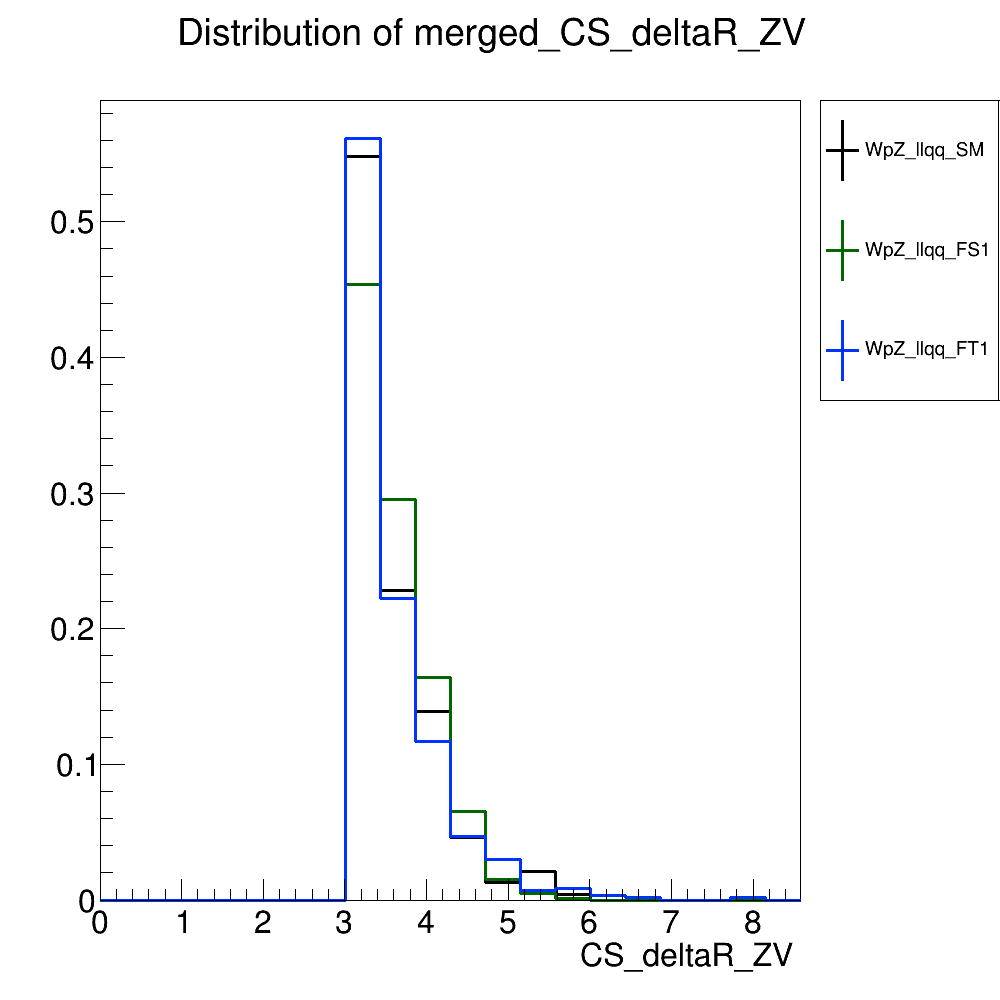 Distribution of merged_CS_deltaR_ZV
WpZ_llqq_SM
WpZ_llqq_FS1
WpZ_llqq_FT1
0.5
0.4
0.3
0.2
0.1
0
0 1 2 3 4 5 6 7 8
CS_deltaR_ZV